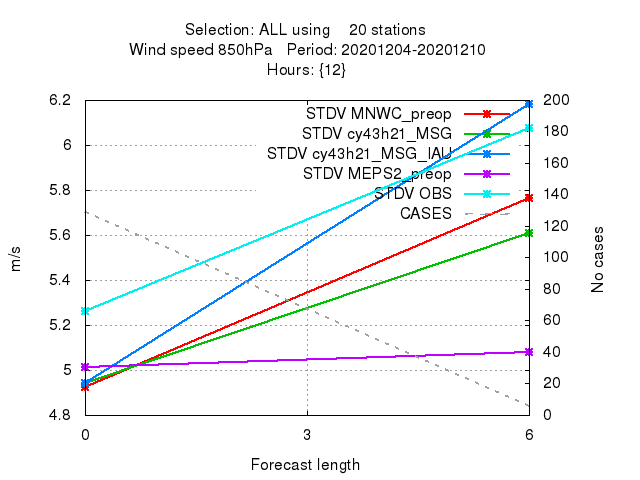 Selection: ALL using 20 stations
Wind speed 850hPa Period: 20201204-20201210
Hours: {12}
6.2
6
5.8
5.6
5.4
5.2
5
4.8
m/s
STDV MNWC_preop
STDV cy43h21_MSG
STDV cy43h21_MSG_IAU
STDV MEPS2_preop
STDV OBS
CASES
200
180
160
140
120
100
80
60
40
20
0
No cases
0 3 6
Forecast length